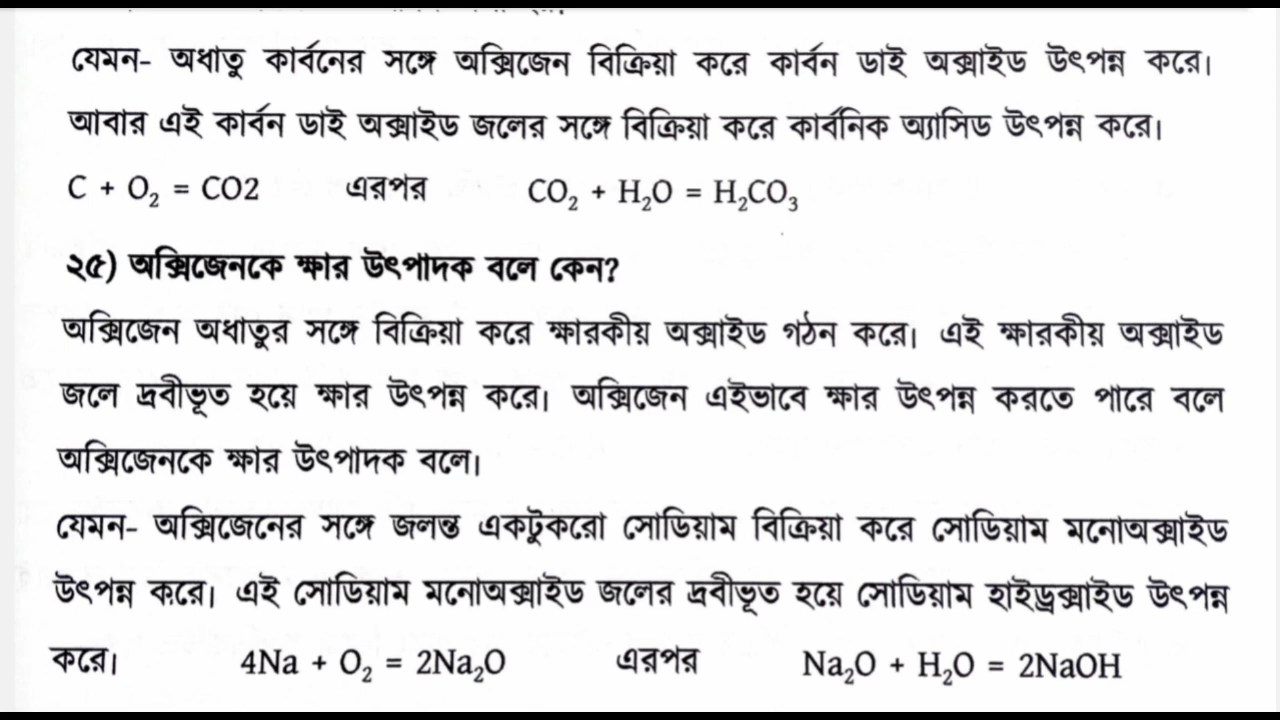 যেমন- অধাতু কার্বনের সঙ্গে অক্সিজেন বিক্রিয়া করে কার্বন ডাই অক্সাইড উৎপন্ন করে।
আবার এই কার্বন ডাই অক্সাইড জলের সঙ্গে বিক্রিয়া করে কার্বনিক অ্যাসিড উৎপন্ন করে।
C + O₂ = CO2 এরপর CO₂ + H₂O = H₂CO₃
২৫) অক্সিজেনকে ক্ষার উৎপাদক বলে কেন?
অক্সিজেন অধাতুর সঙ্গে বিক্রিয়া করে ক্ষারকীয় অক্সাইড গঠন করে। এই ক্ষারকীয় অক্সাইড
জলে দ্রবীভূত হয়ে ক্ষার উৎপন্ন করে। অক্সিজেন এইভাবে ক্ষার উৎপন্ন করতে পারে বলে
অক্সিজেনকে ক্ষার উৎপাদক বলে।
যেমন- অক্সিজেনের সঙ্গে জলন্ত একটুকরো সোডিয়াম বিক্রিয়া করে সোডিয়াম মনোঅক্সাইড
উৎপন্ন করে। এই সোডিয়াম মনোঅক্সাইড জলের দ্রবীভূত হয়ে সোডিয়াম হাইড্রক্সাইড উৎপন্ন
করে। 4Na + O₂ = 2Na₂O এরপর Na₂O + H₂O = 2NaOH